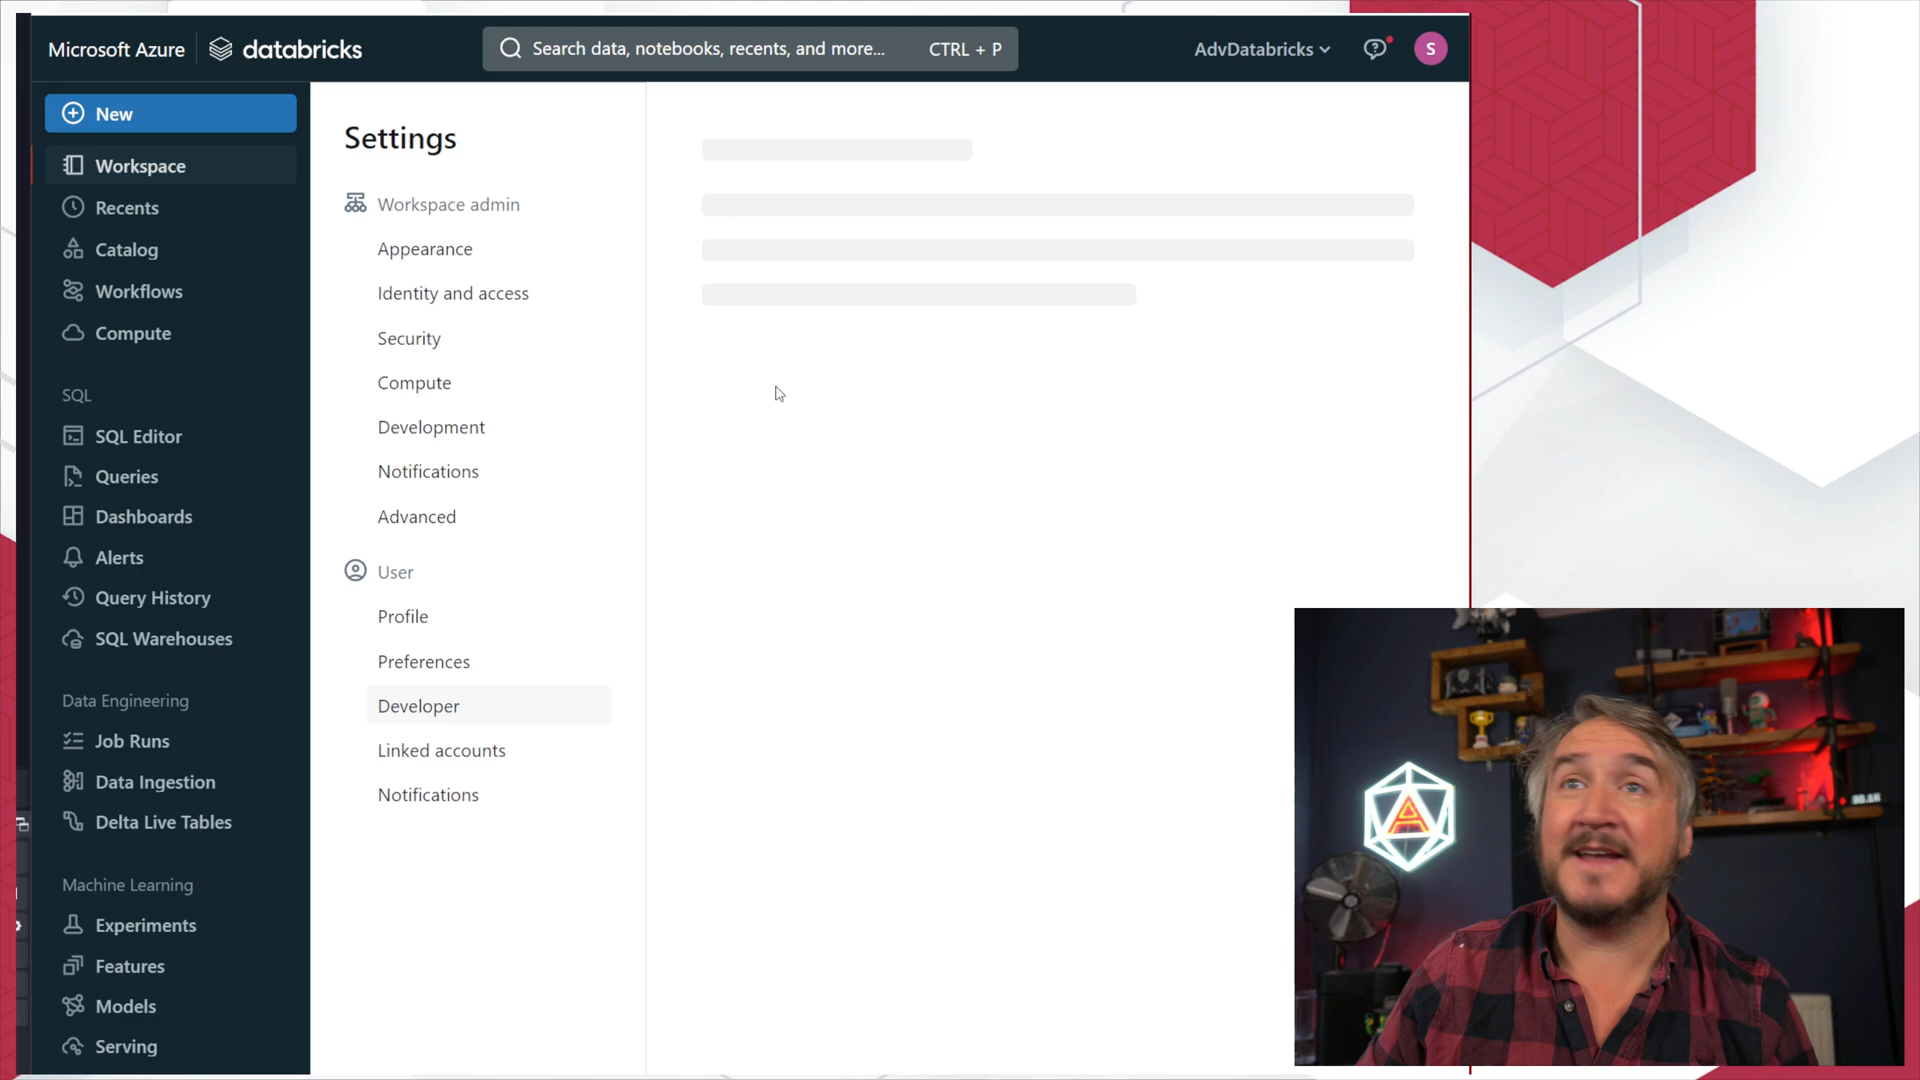 Microsoft Azure databricks
Search data, notebooks, recents, and more... CTRL + P
AdvDatabricks
S
New
Workspace
Recents
Catalog
Workflows
Compute
SQL
SQL Editor
Queries
Dashboards
Alerts
Query History
SQL Warehouses
Data Engineering
Job Runs
Data Ingestion
Delta Live Tables
Machine Learning
Experiments
Features
Models
Serving
Settings
Workspace admin
Appearance
Identity and access
Security
Compute
Development
Notifications
Advanced
User
Profile
Preferences
Developer
Linked accounts
Notifications
A